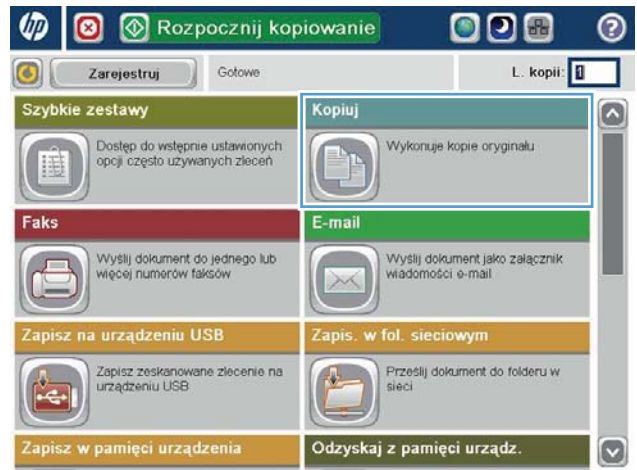 hp
Rozpocznij kopiowanie
?
Zarejestruj
Gotowe
L. kopii: 1
Szybkie zestawy
Dostęp do wstępnie ustawionych
opcji często używanych zleceń
Kopiuj
Wykonuje kopie oryginału
Faks
Wyślij dokument do jednego lub
więcej numerów faksów
E-mail
Wyślij dokument jako załącznik
wiadomości e-mail
Zapisz na urządzeniu USB
Zapisz zeskanowane zlecenie na
urządzeniu USB
Zapis. w fol. sieciowym
Prześlij dokument do folderu w
sieci
Zapisz w pamięci urządzenia
Odzyskaj z pamięci urządz.